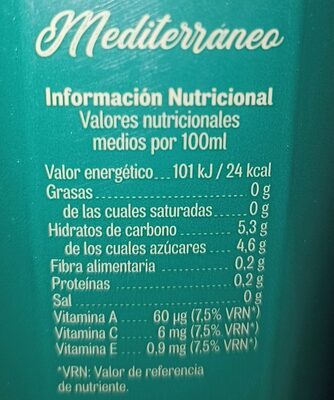 Mediterráneo
Información Nutricional
Valores nutricionales
medios por 100ml
Valor energético...101 kJ / 24 kcal
Grasas..........................0 g
de las cuales saturadas...0 g
Hidratos de carbono..........5,3 g
de los cuales azúcares.....4,6 g
Fibra alimentaria..............0,2 g
Proteínas........................0,2 g
Sal................................0 g
Vitamina A.......60 µg (7,5% VRN*)
Vitamina C........6 mg (7,5% VRN*)
Vitamina E......0,9 mg (7,5% VRN*)
*VRN: Valor de referencia
de nutriente.